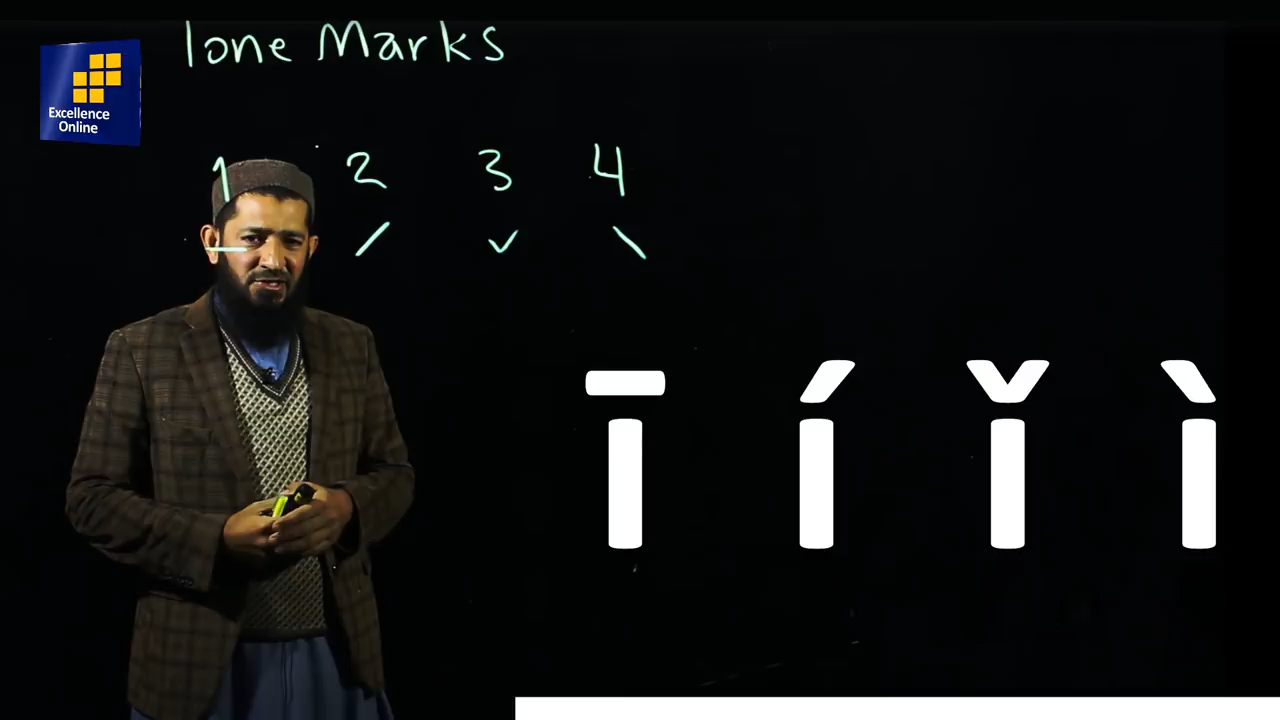 Tone Marks
Excellence
Online
1 2 3 4
— / ✓ \
ī í ǐ ì